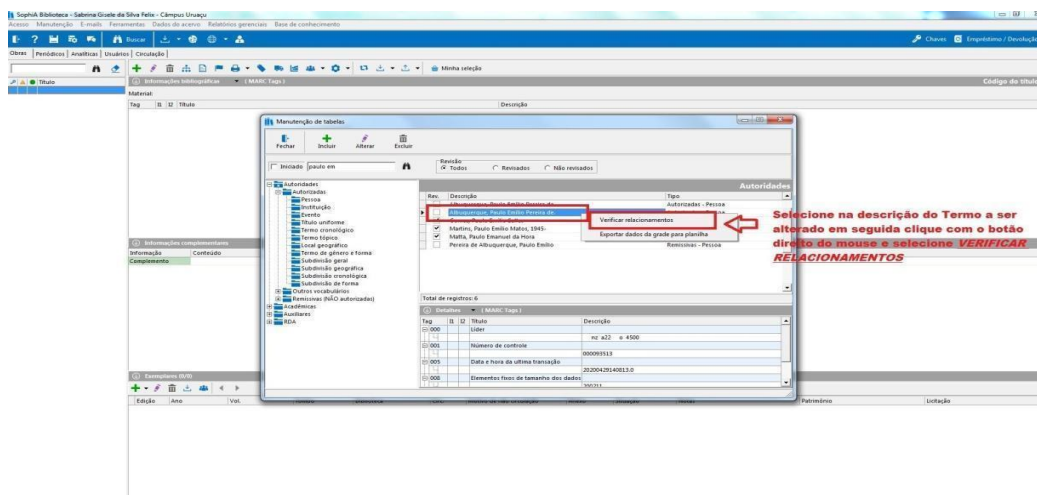 SophiA Biblioteca - Sabrina Gisele da Silva Felix - Câmpus Uruaçu
Acesso Manutenção E-mails Ferramentas Dados do acervo Relatórios gerenciais Base de conhecimento
Buscar Chaves Empréstimo / Devolução
Obras Periódicos Analíticas Usuários Circulação
Minha seleção
Título
Informações bibliográficas (MARC Tags) Código do título
Material:
Tag I1 I2 Título Descrição
Manutenção de tabelas
Fechar Incluir Alterar Excluir
Iniciado paulo em
Revisão
Todos Revisados Não revisados
Autoridades
Autorizadas
Pessoa
Instituição
Evento
Título uniforme
Termo cronológico
Termo tópico
Local geográfico
Termo de gênero e forma
Subdivisão geral
Subdivisão geográfica
Subdivisão cronológica
Subdivisão de forma
Outros vocabulários
Remissivas (NÃO autorizadas)
Acadêmicas
Auxiliares
RDA
Autoridades
Rev. Descrição Tipo
Albuquerque, Paulo Emílio Pereira de. Autorizadas - Pessoa
Albuquerque, Paulo Emílio Pereira de.
Martins, Paulo Emílio Matos, 1945-
Matta, Paulo Emanuel da Hora
Pereira de Albuquerque, Paulo Emílio Remissivas - Pessoa
Verificar relacionamentos
Exportar dados da grade para planilha
Total de registros: 6
Detalhes (MARC Tags)
Tag I1 I2 Título Descrição
000 Líder
nz a22 o 4500
001 Número de controle
000093513
005 Data e hora da ultima transação
20200429140813.0
008 Elementos fixos de tamanho dos dados
Selecione na descrição do Termo a ser
alterado em seguida clique com o botão
direito do mouse e selecione VERIFICAR
RELACIONAMENTOS
Informações complementares
Informação Conteúdo
Complemento
Exemplares (0/0)
Edição Ano Vol. Patrimônio Licitação